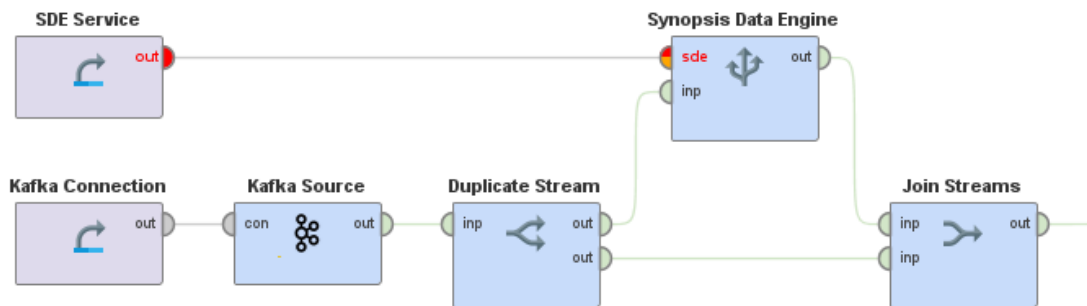 SDE Service
Synopsis Data Engine
out
sde
out
inp
Kafka Connection
Kafka Source
Duplicate Stream
Join Streams
out
con
out
inp
out
inp
out
out
inp